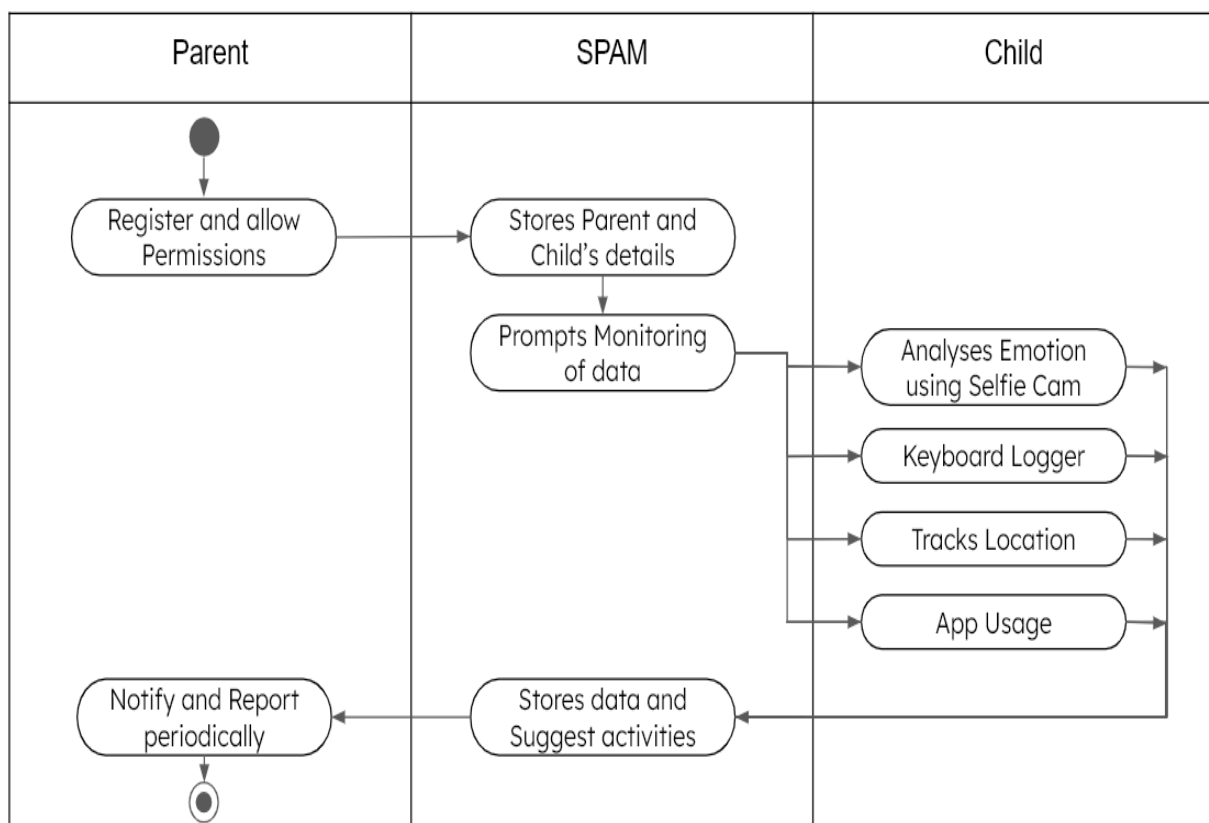 Parent
SPAM
Child
Register and allow
Permissions
Stores Parent and
Child's details
Prompts Monitoring
of data
Analyses Emotion
using Selfie Cam
Keyboard Logger
Tracks Location
App Usage
Notify and Report
periodically
Stores data and
Suggest activities